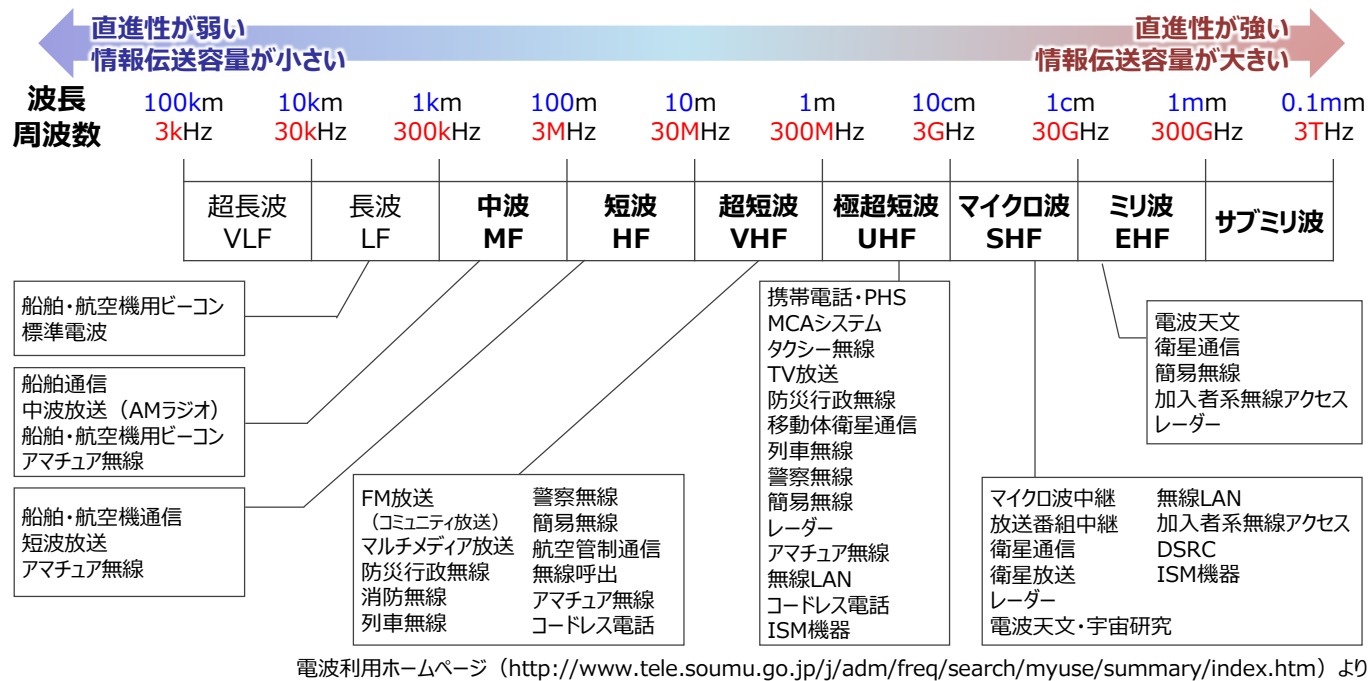 直進性が弱い
情報伝送容量が小さい
直進性が強い
情報伝送容量が大きい
波長 100km 10km 1km 100m 10m 1m 10cm 1cm 1mm 0.1mm
周波数 3kHz 30kHz 300kHz 3MHz 30MHz 300MHz 3GHz 30GHz 300GHz 3THz
超長波
VLF
長波
LF
中波
MF
短波
HF
超短波
VHF
極超短波
UHF
マイクロ波
SHF
ミリ波
EHF
サブミリ波
船舶・航空機用ビーコン
標準電波
船舶通信
中波放送（AMラジオ）
船舶・航空機用ビーコン
アマチュア無線
船舶・航空機通信
短波放送
アマチュア無線
FM放送
（コミュニティ放送）
マルチメディア放送
防災行政無線
消防無線
列車無線
警察無線
簡易無線
航空管制通信
無線呼出
アマチュア無線
コードレス電話
携帯電話・PHS
MCAシステム
タクシー無線
TV放送
防災行政無線
移動体衛星通信
列車無線
警察無線
簡易無線
レーダー
アマチュア無線
無線LAN
コードレス電話
ISM機器
マイクロ波中継
放送番組中継
衛星通信
衛星放送
レーダー
電波天文・宇宙研究
無線LAN
加入者系無線アクセス
DSRC
ISM機器
電波天文
衛星通信
簡易無線
加入者系無線アクセス
レーダー
電波利用ホームページ（http://www.tele.soumu.go.jp/j/adm/freq/search/myuse/summary/index.htm）より